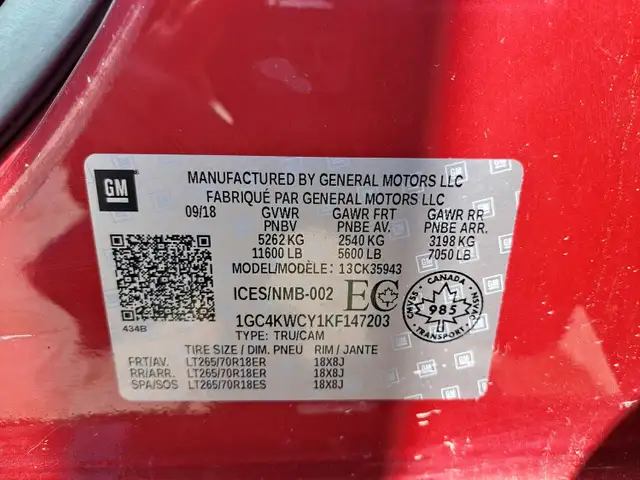 GM
MANUFACTURED BY GENERAL MOTORS LLC
FABRIQUÉ PAR GENERAL MOTORS LLC
09/18 GVWR GAWR FRT GAWR RR
PNBV PNBE AV. PNBE ARR.
5262 KG 2540 KG 3198 KG
11600 LB 5600 LB 7050 LB
MODEL/MODÈLE: 13CK35943
ICES/NMB-002 EC
CANADA
985
CMVSS NSVAC
TRANSPORT
434B
1GC4KWCY1KF147203
TYPE: TRU/CAM
TIRE SIZE / DIM. PNEU RIM / JANTE
FRT/AV. LT265/70R18ER 18X8J
RR/ARR. LT265/70R18ER 18X8J
SPA/SOS LT265/70R18ES 18X8J